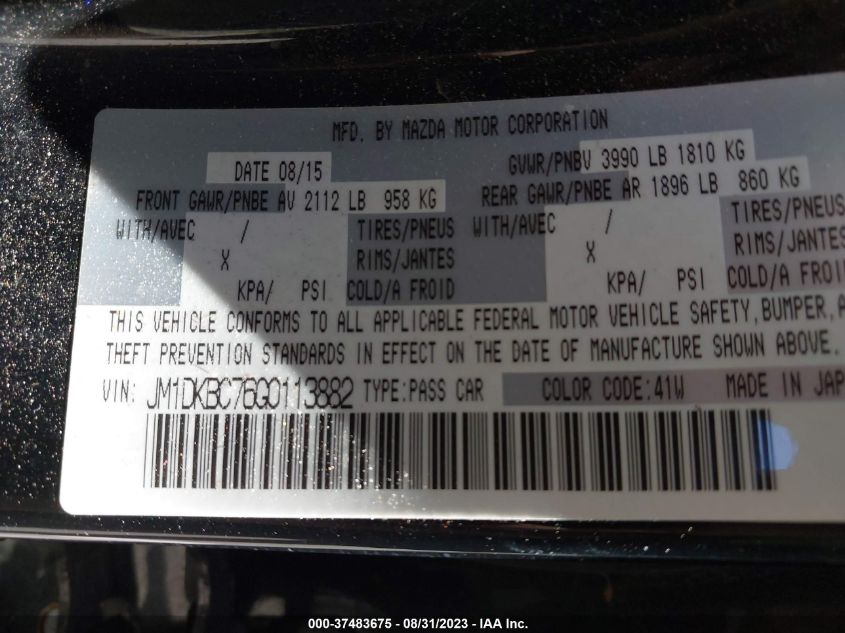 MFD. BY MAZDA MOTOR CORPORATION
DATE 08/15 GVWR/PNBV 3990 LB 1810 KG
FRONT GAWR/PNBE AV 2112 LB 958 KG REAR GAWR/PNBE AR 1896 LB 860 KG
WITH/AVEC / TIRES/PNEUS WITH/AVEC / TIRES/PNEUS
X RIMS/JANTES X RIMS/JANTES
KPA/ PSI COLD/A FROID KPA/ PSI COLD/A FROID
THIS VEHICLE CONFORMS TO ALL APPLICABLE FEDERAL MOTOR VEHICLE SAFETY, BUMPER, A
THEFT PREVENTION STANDARDS IN EFFECT ON THE DATE OF MANUFACTURE SHOWN ABOVE.
VIN: JM1DKBC76G0113882 TYPE:PASS CAR COLOR CODE:41W MADE IN JAP
000-37483675 - 08/31/2023 - IAA Inc.